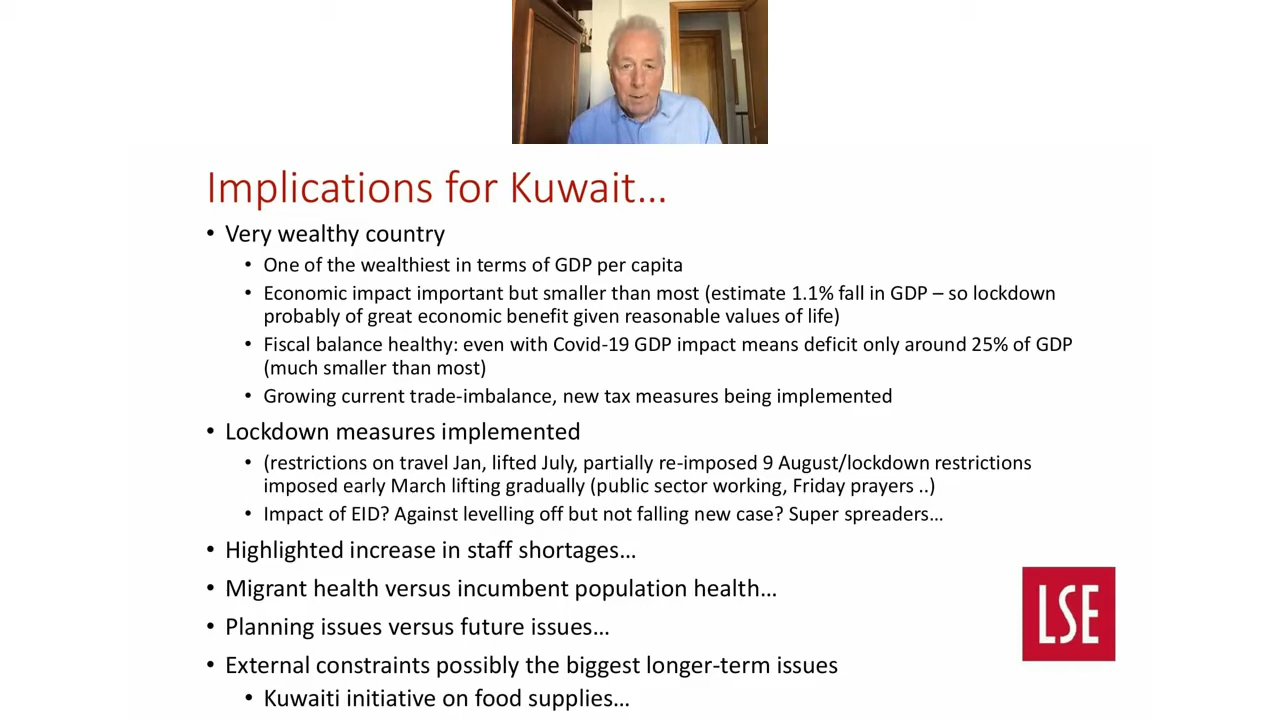 Implications for Kuwait...
• Very wealthy country
• One of the wealthiest in terms of GDP per capita
• Economic impact important but smaller than most (estimate 1.1% fall in GDP – so lockdown
probably of great economic benefit given reasonable values of life)
• Fiscal balance healthy: even with Covid-19 GDP impact means deficit only around 25% of GDP
(much smaller than most)
• Growing current trade-imbalance, new tax measures being implemented
• Lockdown measures implemented
• (restrictions on travel Jan, lifted July, partially re-imposed 9 August/lockdown restrictions
imposed early March lifting gradually (public sector working, Friday prayers ..)
• Impact of EID? Against levelling off but not falling new case? Super spreaders...
• Highlighted increase in staff shortages...
• Migrant health versus incumbent population health...
• Planning issues versus future issues...
• External constraints possibly the biggest longer-term issues
• Kuwaiti initiative on food supplies...
LSE